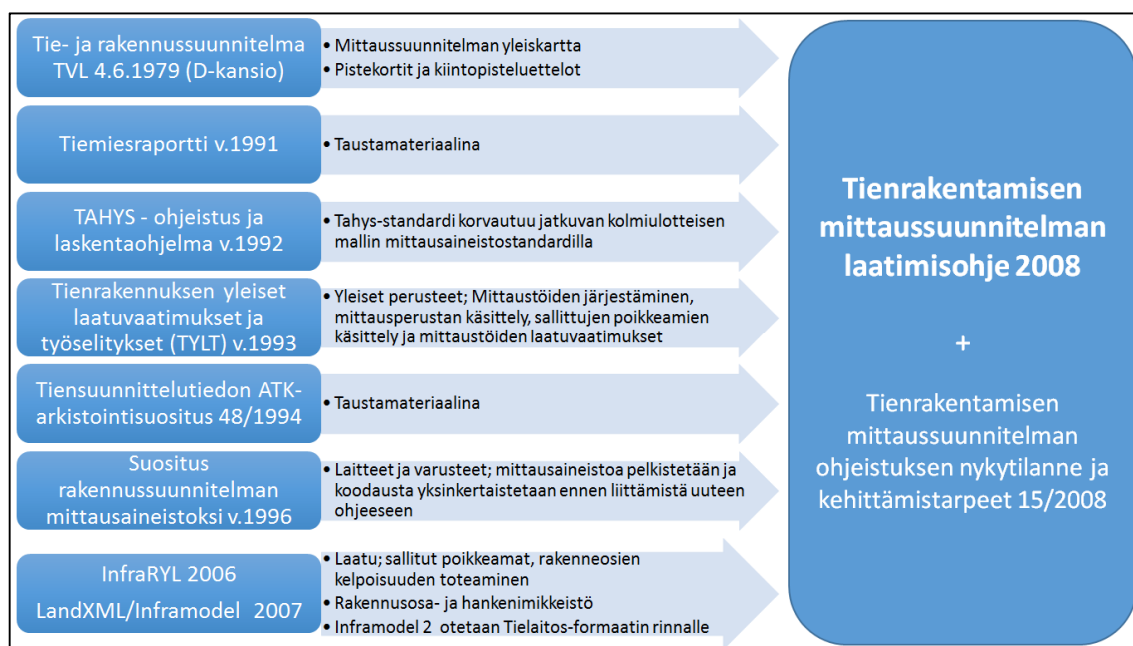 Tie- ja rakennussuunnitelma
TVL 4.6.1979 (D-kansio)
• Mittaussuunnitelman yleiskartta
• Pistekortit ja kiintopisteluettelot
Tiemiesraportti v.1991
• Taustamateriaalina
TAHYS - ohjeistus ja
laskentaohjelma v.1992
• Tahys-standardi korvautuu jatkuvan kolmiulotteisen
mallin mittausaineistostandardilla
Tienrakennuksen yleiset
laatuvaatimukset ja
työselitykset (TYLT) v.1993
• Yleiset perusteet; Mittaustöiden järjestäminen,
mittausperustan käsittely, sallittujen poikkeamien
käsittely ja mittaustöiden laatuvaatimukset
Tiensuunnittelutiedon ATK-
arkistointisuositus 48/1994
• Taustamateriaalina
Suositus
rakennussuunnitelman
mittausaineistoksi v.1996
• Laitteet ja varusteet; mittausaineistoa pelkistetään ja
koodausta yksinkertaistetaan ennen liittämistä uuteen
ohjeeseen
InfraRYL 2006
LandXML/Inframodel 2007
• Laatu; sallitut poikkeamat, rakenneosien
kelpoisuuden toteaminen
• Rakennusosa- ja hankenimikkeistö
• Inframodel 2 otetaan Tielaitos-formaatin rinnalle
Tienrakentamisen
mittaussuunnitelman
laatimisohje 2008
+
Tienrakentamisen
mittaussuunnitelman
ohjeistuksen nykytilanne ja
kehittämistarpeet 15/2008